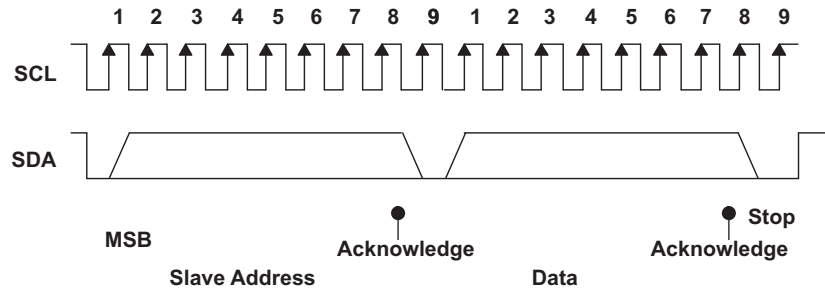 1 2 3 4 5 6 7 8 9 1 2 3 4 5 6 7 8 9
SCL
SDA
MSB
Acknowledge
Stop
Acknowledge
Slave Address
Data